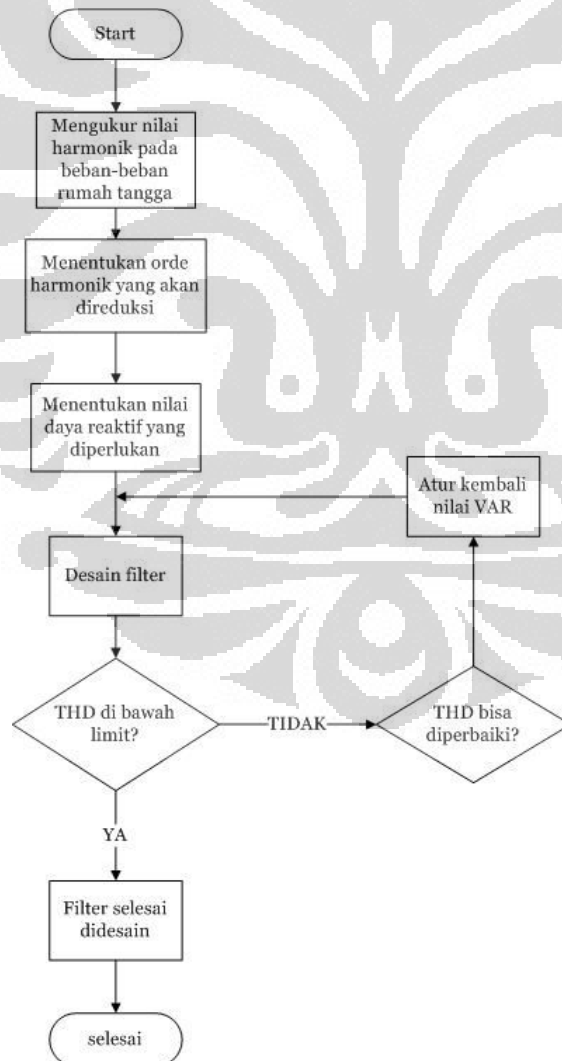 Start
Mengukur nilai
harmonik pada
beban-beban
rumah tangga
Menentukan orde
harmonik yang akan
direduksi
Menentukan nilai
daya reaktif yang
diperlukan
Atur kembali
nilai VAR
Desain filter
THD di bawah
limit?
TIDAK
THD bisa
diperbaiki?
YA
Filter selesai
didesain
selesai